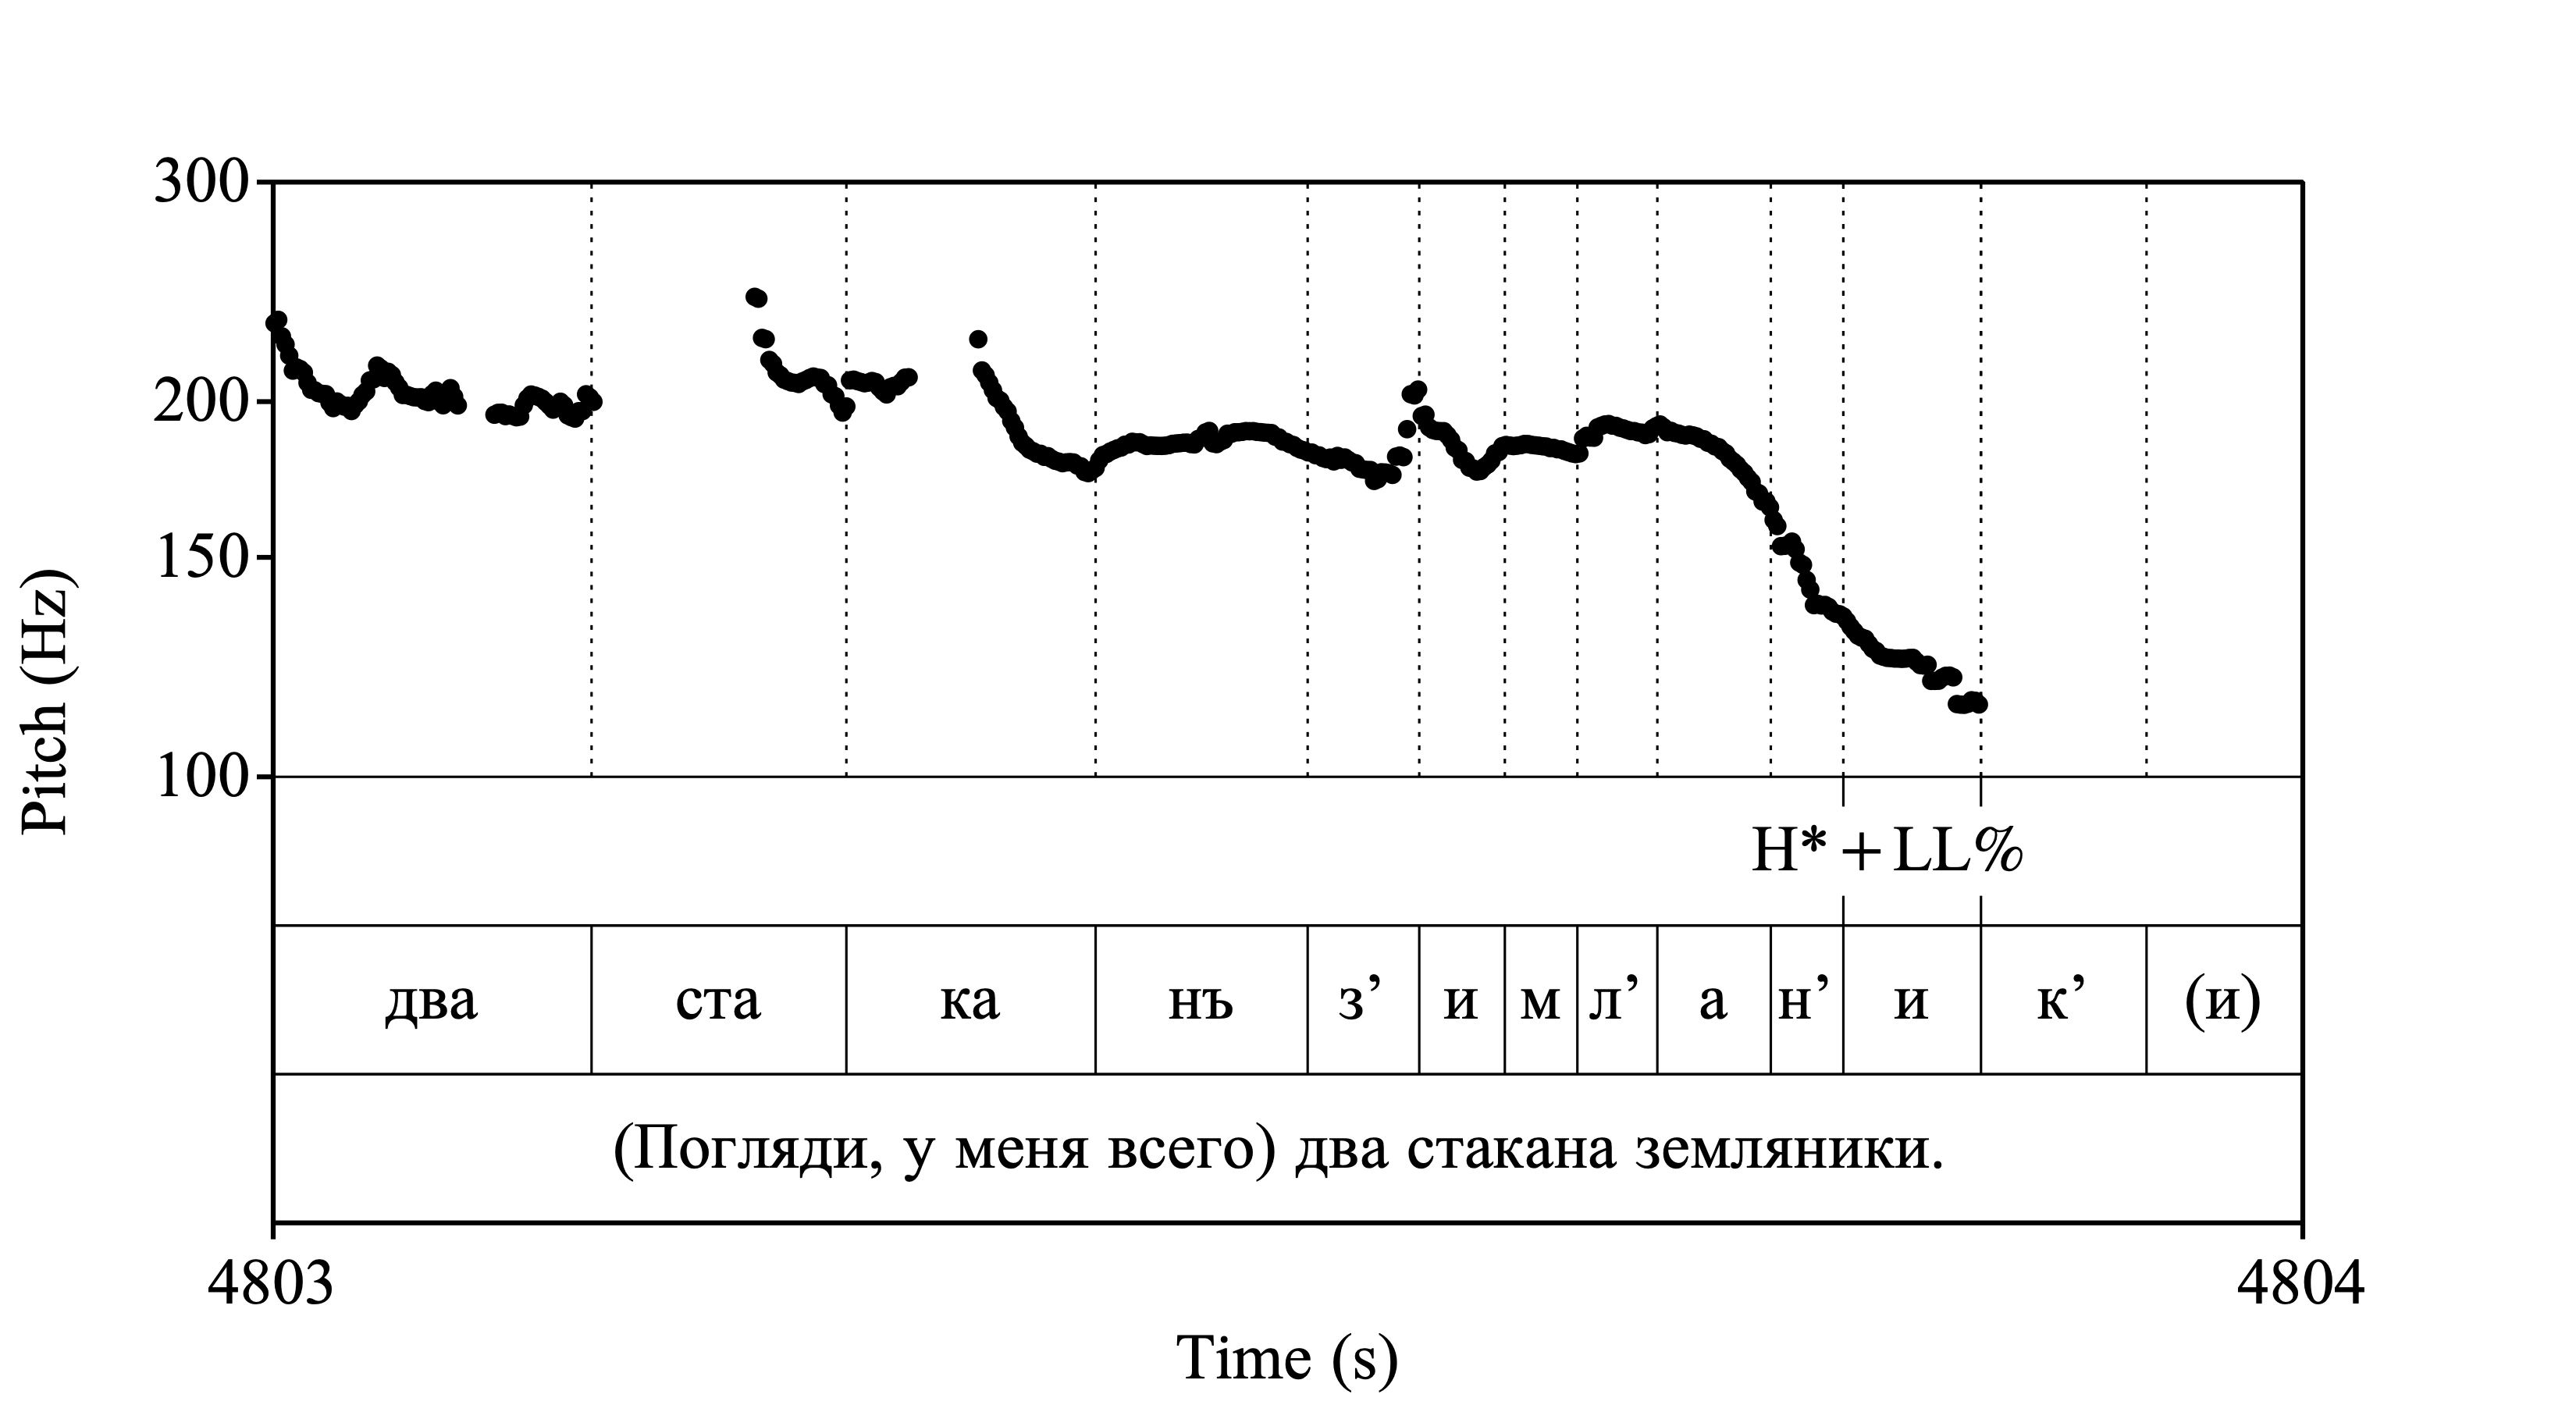 300
200
150
100
Pitch (Hz)
H* + LL%
два ста ка нъ з’ и м л’ а н’ и к’ (и)
(Погляди, у меня всего) два стакана земляники.
4803 4804
Time (s)